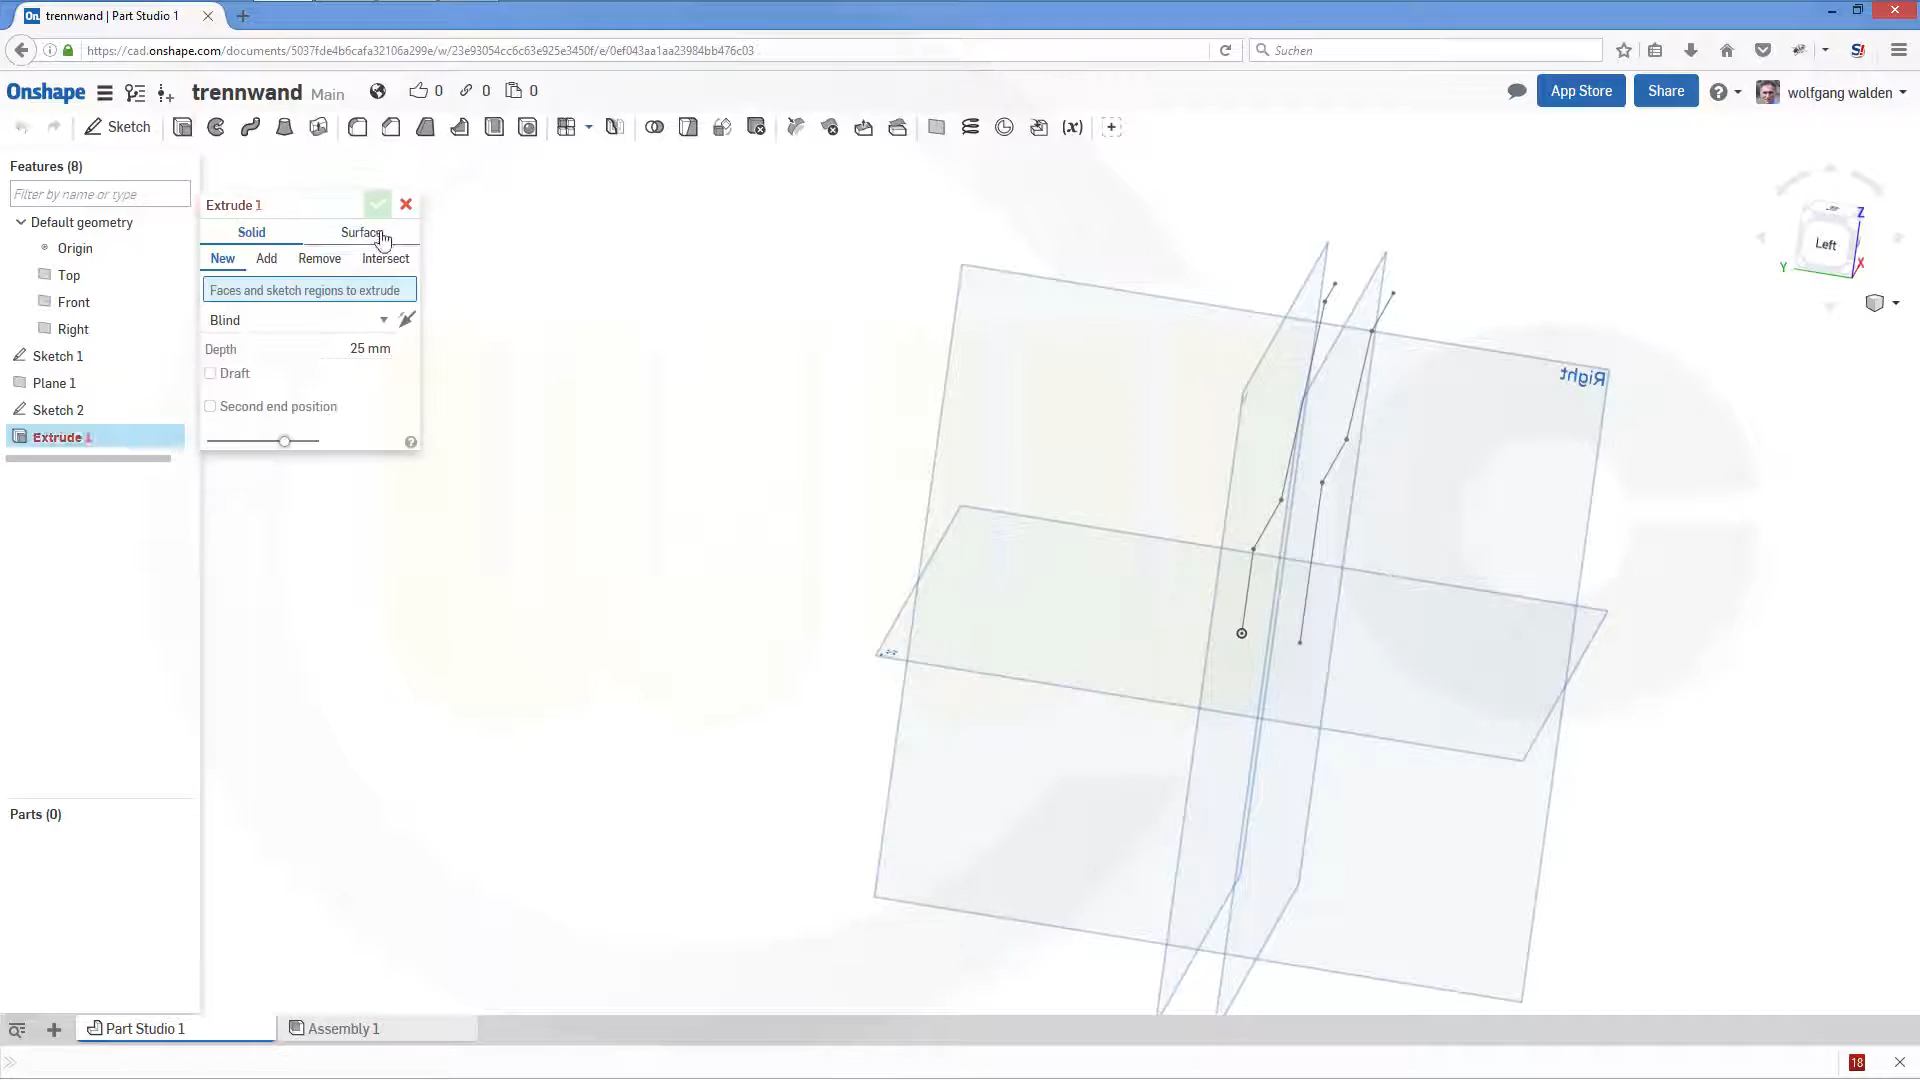 trennwand | Part Studio 1
https://cad.onshape.com/documents/5037fde4b6cafa32106a299e/w/23e93054cc6c63e925e3450f/e/0ef043aa1aa23984bb476c03
Suchen
Onshape
trennwand Main
0
0
0
App Store
Share
wolfgang walden
Sketch
(x)
Features (8)
Filter by name or type
Default geometry
Origin
Top
Front
Right
Sketch 1
Plane 1
Sketch 2
Extrude 1
Extrude 1
Solid
Surface
New
Add
Remove
Intersect
Faces and sketch regions to extrude
Blind
Depth
25 mm
Draft
Second end position
Right
Left
Z
Y
X
Parts (0)
Part Studio 1
Assembly 1
18